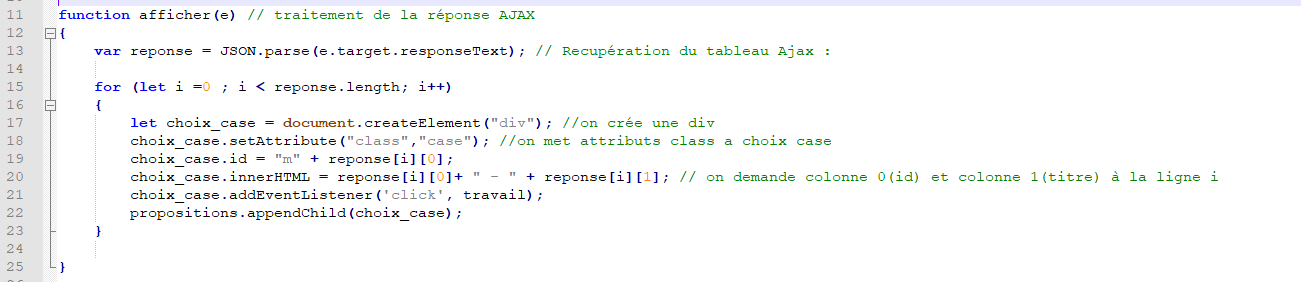 11 function afficher(e) // traitement de la réponse AJAX
12 {
13 var reponse = JSON.parse(e.target.responseText); // Recupération du tableau Ajax :
14
15 for (let i =0 ; i < reponse.length; i++)
16 {
17 let choix_case = document.createElement("div"); //on crée une div
18 choix_case.setAttribute("class","case"); //on met attributs class a choix case
19 choix_case.id = "m" + reponse[i][0];
20 choix_case.innerHTML = reponse[i][0]+ " - " + reponse[i][1]; // on demande colonne 0(id) et colonne 1(titre) à la ligne i
21 choix_case.addEventListener('click', travail);
22 propositions.appendChild(choix_case);
23 }
24
25 }